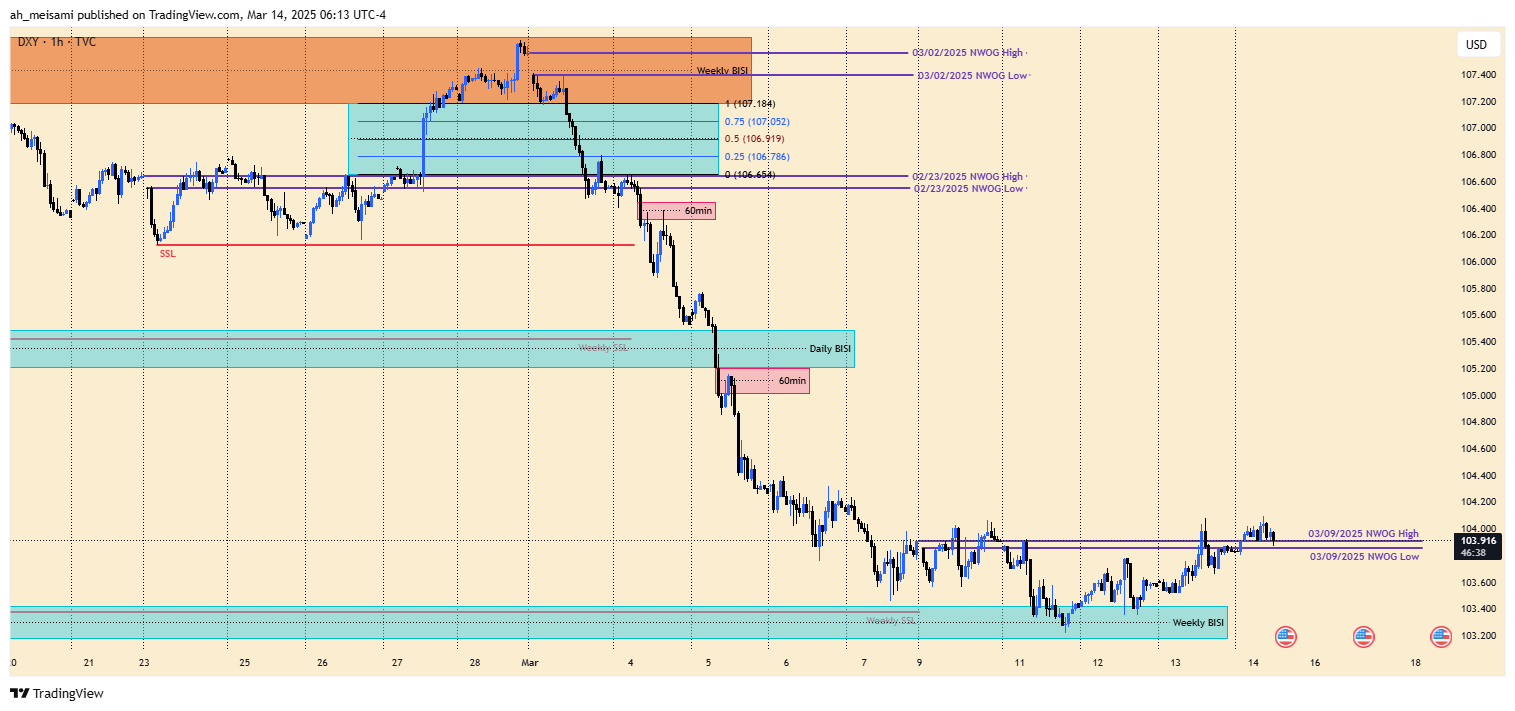 ah_meisami published on TradingView.com, Mar 14, 2025 06:13 UTC-4
DXY · 1h · TVC
USD
03/02/2025 NWOG High
Weekly BISI
03/02/2025 NWOG Low
107.400
1 (107.184)
107.200
0.75 (107.052)
107.000
0.5 (106.919)
0.25 (106.786)
106.800
0 (106.654)
02/23/2025 NWOG High
106.600
02/23/2025 NWOG Low
60min
106.400
106.200
SSL
106.000
105.800
105.600
105.400
Weekly SSL
Daily BISI
105.200
60min
105.000
104.800
104.600
104.400
104.200
104.000
03/09/2025 NWOG High
103.916
46:38
03/09/2025 NWOG Low
103.600
103.400
Weekly SSL
Weekly BISI
103.200
0 21 23 25 26 27 28 Mar 4 5 6 7 9 11 12 13 14 16 18
TradingView